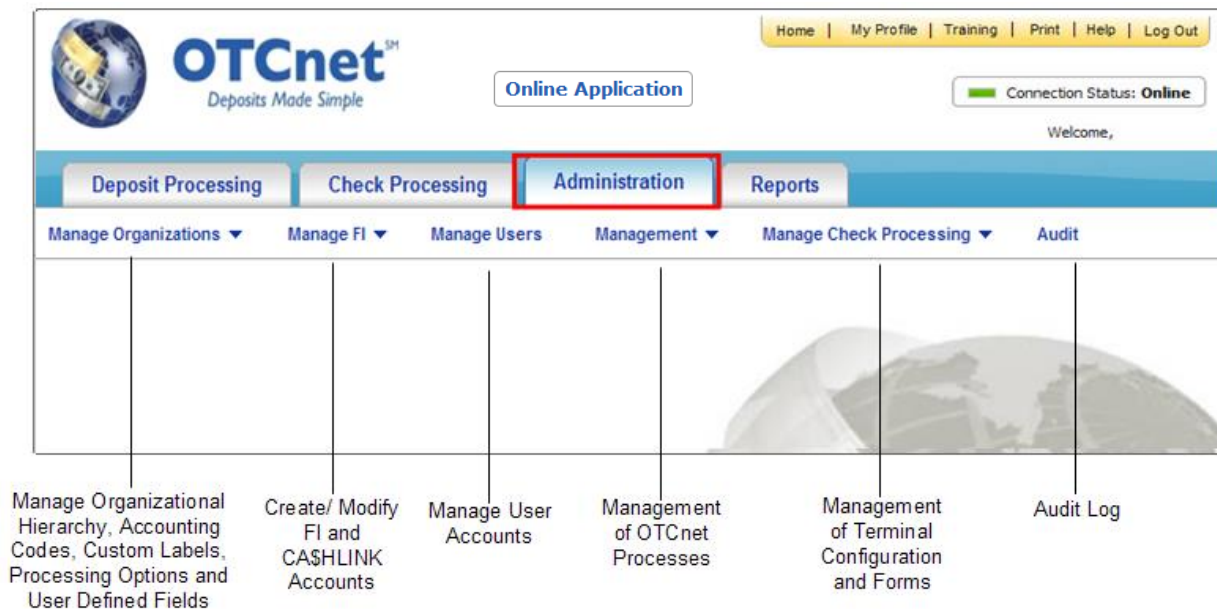 Home | My Profile | Training | Print | Help | Log Out
OTCnet SM
Deposits Made Simple
Online Application
Connection Status: Online
Welcome,
Deposit Processing
Check Processing
Administration
Reports
Manage Organizations
Manage FI
Manage Users
Management
Manage Check Processing
Audit
Manage Organizational
Hierarchy, Accounting
Codes, Custom Labels,
Processing Options and
User Defined Fields
Create/ Modify
FI and
CA$HLINK
Accounts
Manage User
Accounts
Management
of OTCnet
Processes
Management
of Terminal
Configuration
and Forms
Audit Log